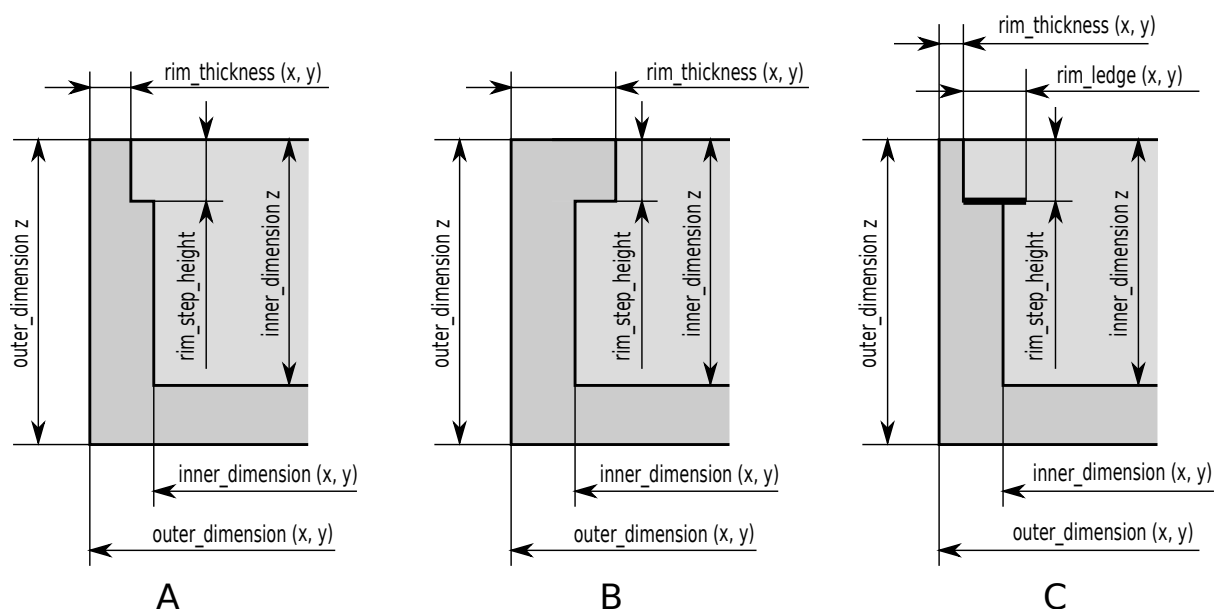 rim_thickness (x, y)
outer_dimension z
rim_step_height
inner_dimension z
inner_dimension (x, y)
outer_dimension (x, y)
A
rim_thickness (x, y)
outer_dimension z
rim_step_height
inner_dimension z
inner_dimension (x, y)
outer_dimension (x, y)
B
rim_thickness (x, y)
rim_ledge (x, y)
outer_dimension z
rim_step_height
inner_dimension z
inner_dimension (x, y)
outer_dimension (x, y)
C